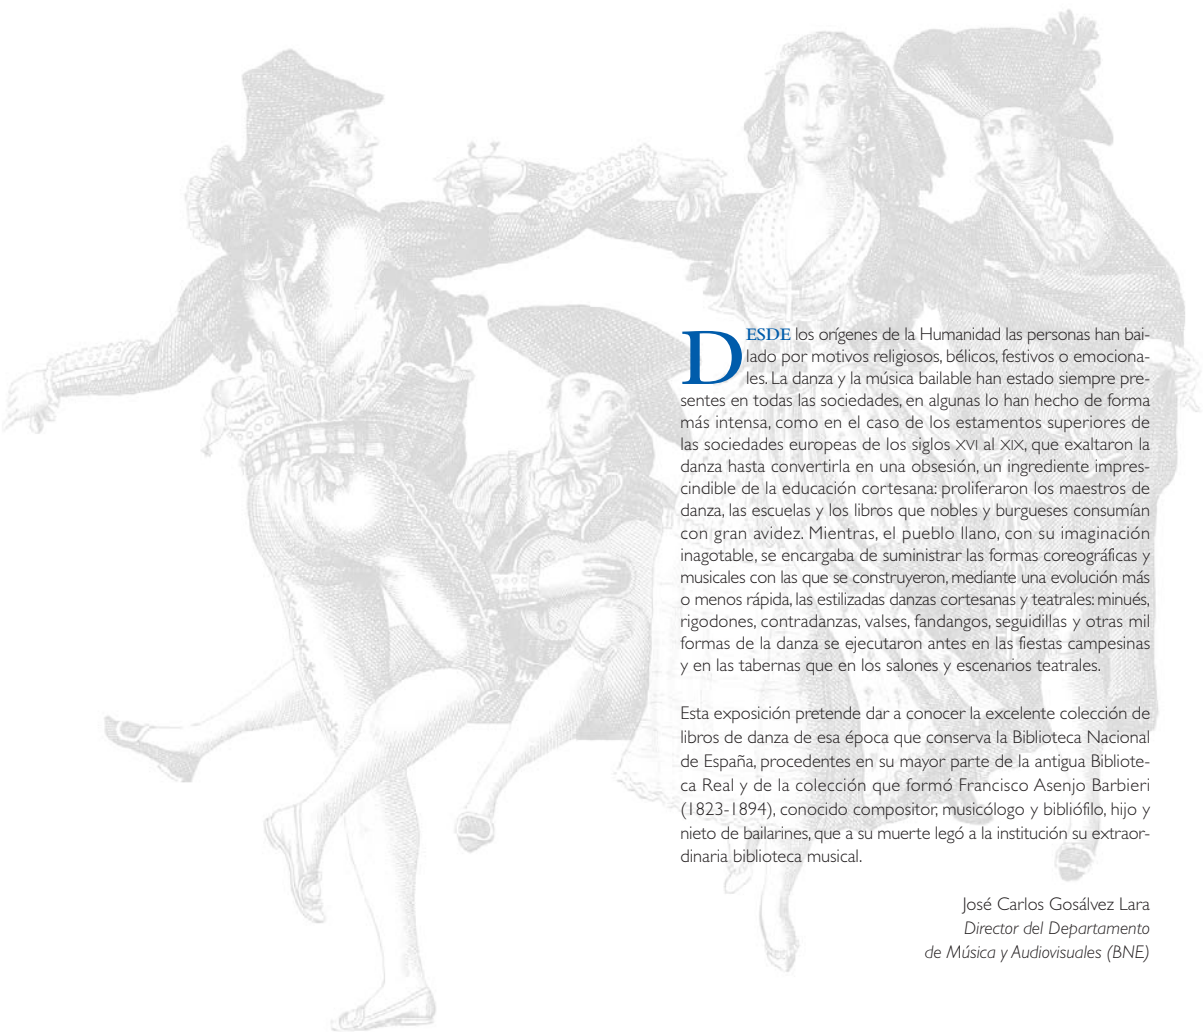 DESDE los orígenes de la Humanidad las personas han bai-
lado por motivos religiosos, bélicos, festivos o emociona-
les. La danza y la música bailable han estado siempre pre-
sentes en todas las sociedades, en algunas lo han hecho de forma
más intensa, como en el caso de los estamentos superiores de
las sociedades europeas de los siglos XVI al XIX, que exaltaron la
danza hasta convertirla en una obsesión, un ingrediente impres-
cindible de la educación cortesana: proliferaron los maestros de
danza, las escuelas y los libros que nobles y burgueses consumían
con gran avidez. Mientras, el pueblo llano, con su imaginación
inagotable, se encargaba de suministrar las formas coreográficas y
musicales con las que se construyeron, mediante una evolución más
o menos rápida, las estilizadas danzas cortesanas y teatrales: minués,
rigodones, contradanzas, valses, fandangos, seguidillas y otras mil
formas de la danza se ejecutaron antes en las fiestas campesinas
y en las tabernas que en los salones y escenarios teatrales.
Esta exposición pretende dar a conocer la excelente colección de
libros de danza de esa época que conserva la Biblioteca Nacional
de España, procedentes en su mayor parte de la antigua Bibliote-
ca Real y de la colección que formó Francisco Asenjo Barbieri
(1823-1894), conocido compositor, musicólogo y bibliófilo, hijo y
nieto de bailarines, que a su muerte legó a la institución su extraor-
dinaria biblioteca musical.
José Carlos Gosálvez Lara
Director del Departamento
de Música y Audiovisuales (BNE)